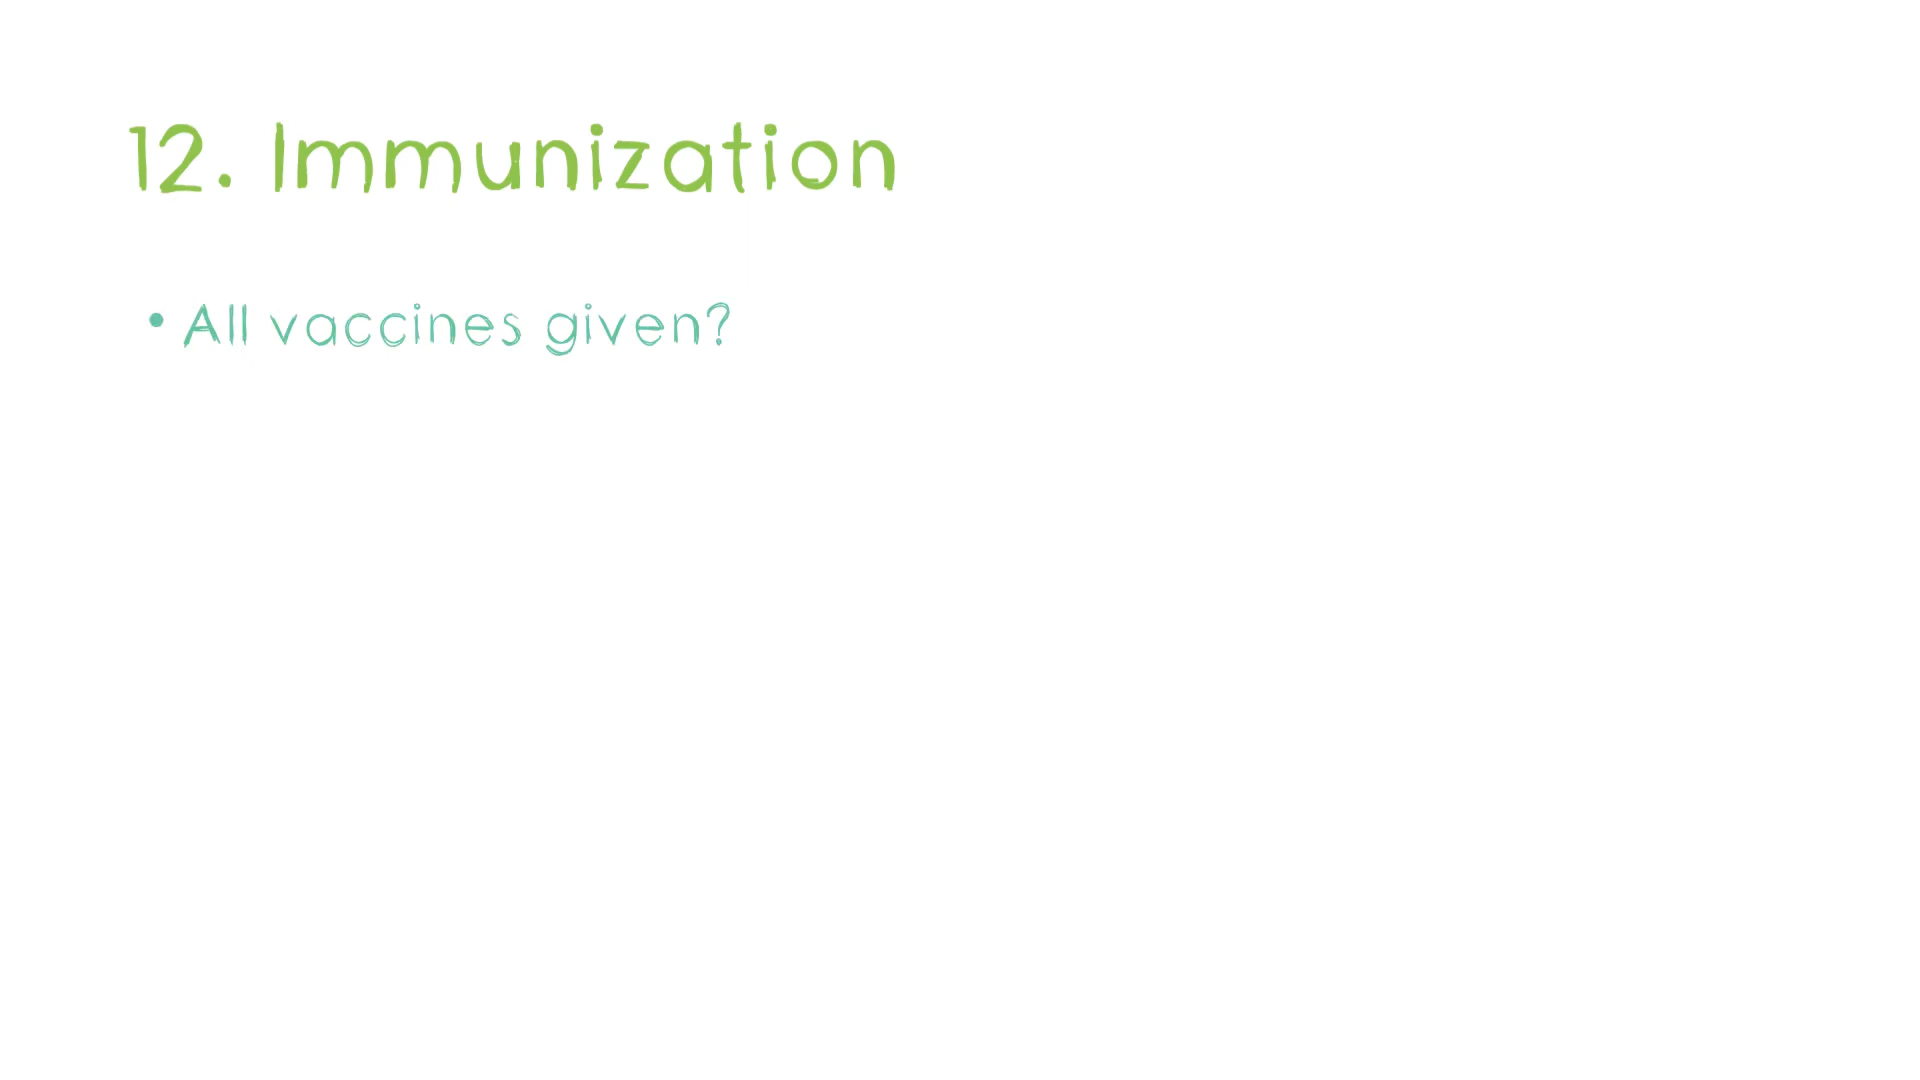 12. Immunization
• All vaccines given?